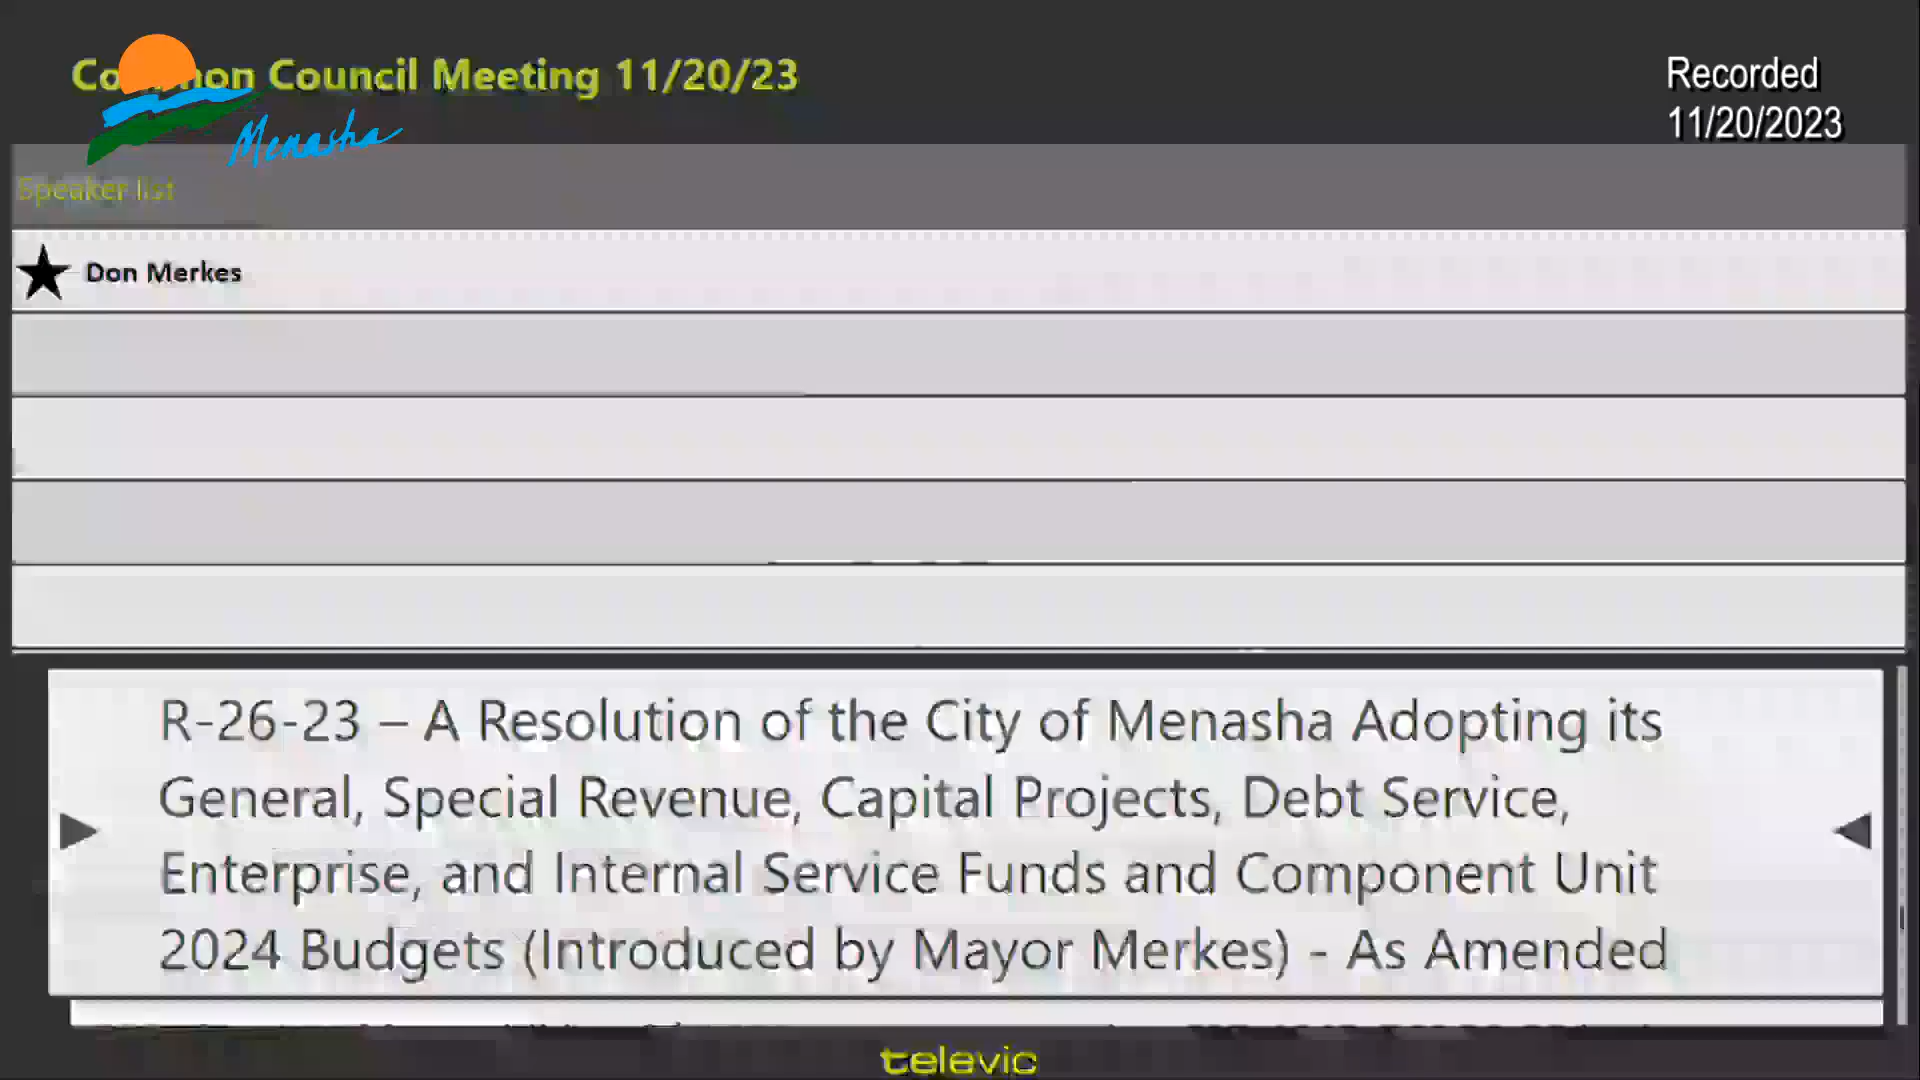 Common Council Meeting 11/20/23
Menasha
Recorded
11/20/2023
Speaker list
Don Merkes
R-26-23 – A Resolution of the City of Menasha Adopting its
General, Special Revenue, Capital Projects, Debt Service,
Enterprise, and Internal Service Funds and Component Unit
2024 Budgets (Introduced by Mayor Merkes) - As Amended
televic